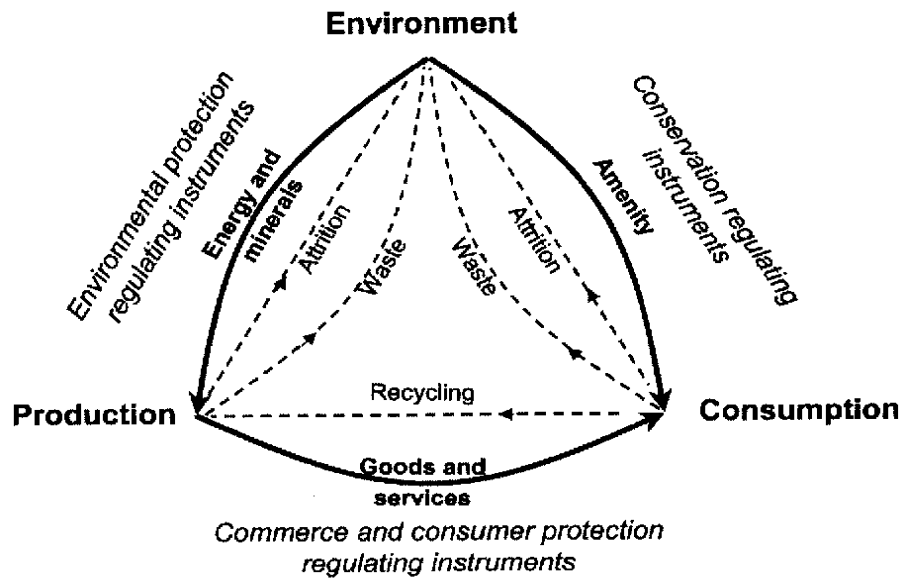 Environment
Environmental protection
regulating instruments
Energy and
minerals
Attrition
Waste
Waste
Attrition
Amenity
Conservation regulating
instruments
Recycling
Production
Consumption
Goods and
services
Commerce and consumer protection
regulating instruments